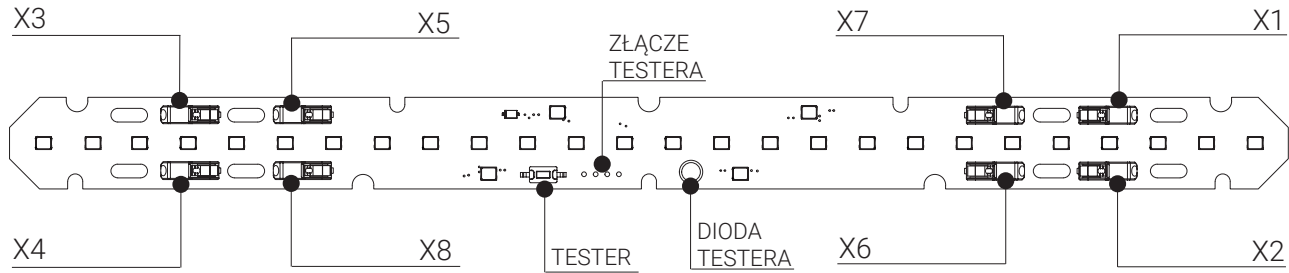 X3
X5
ZŁĄCZE
TESTERA
X7
X1
X4
X8
TESTER
DIODA
TESTERA
X6
X2